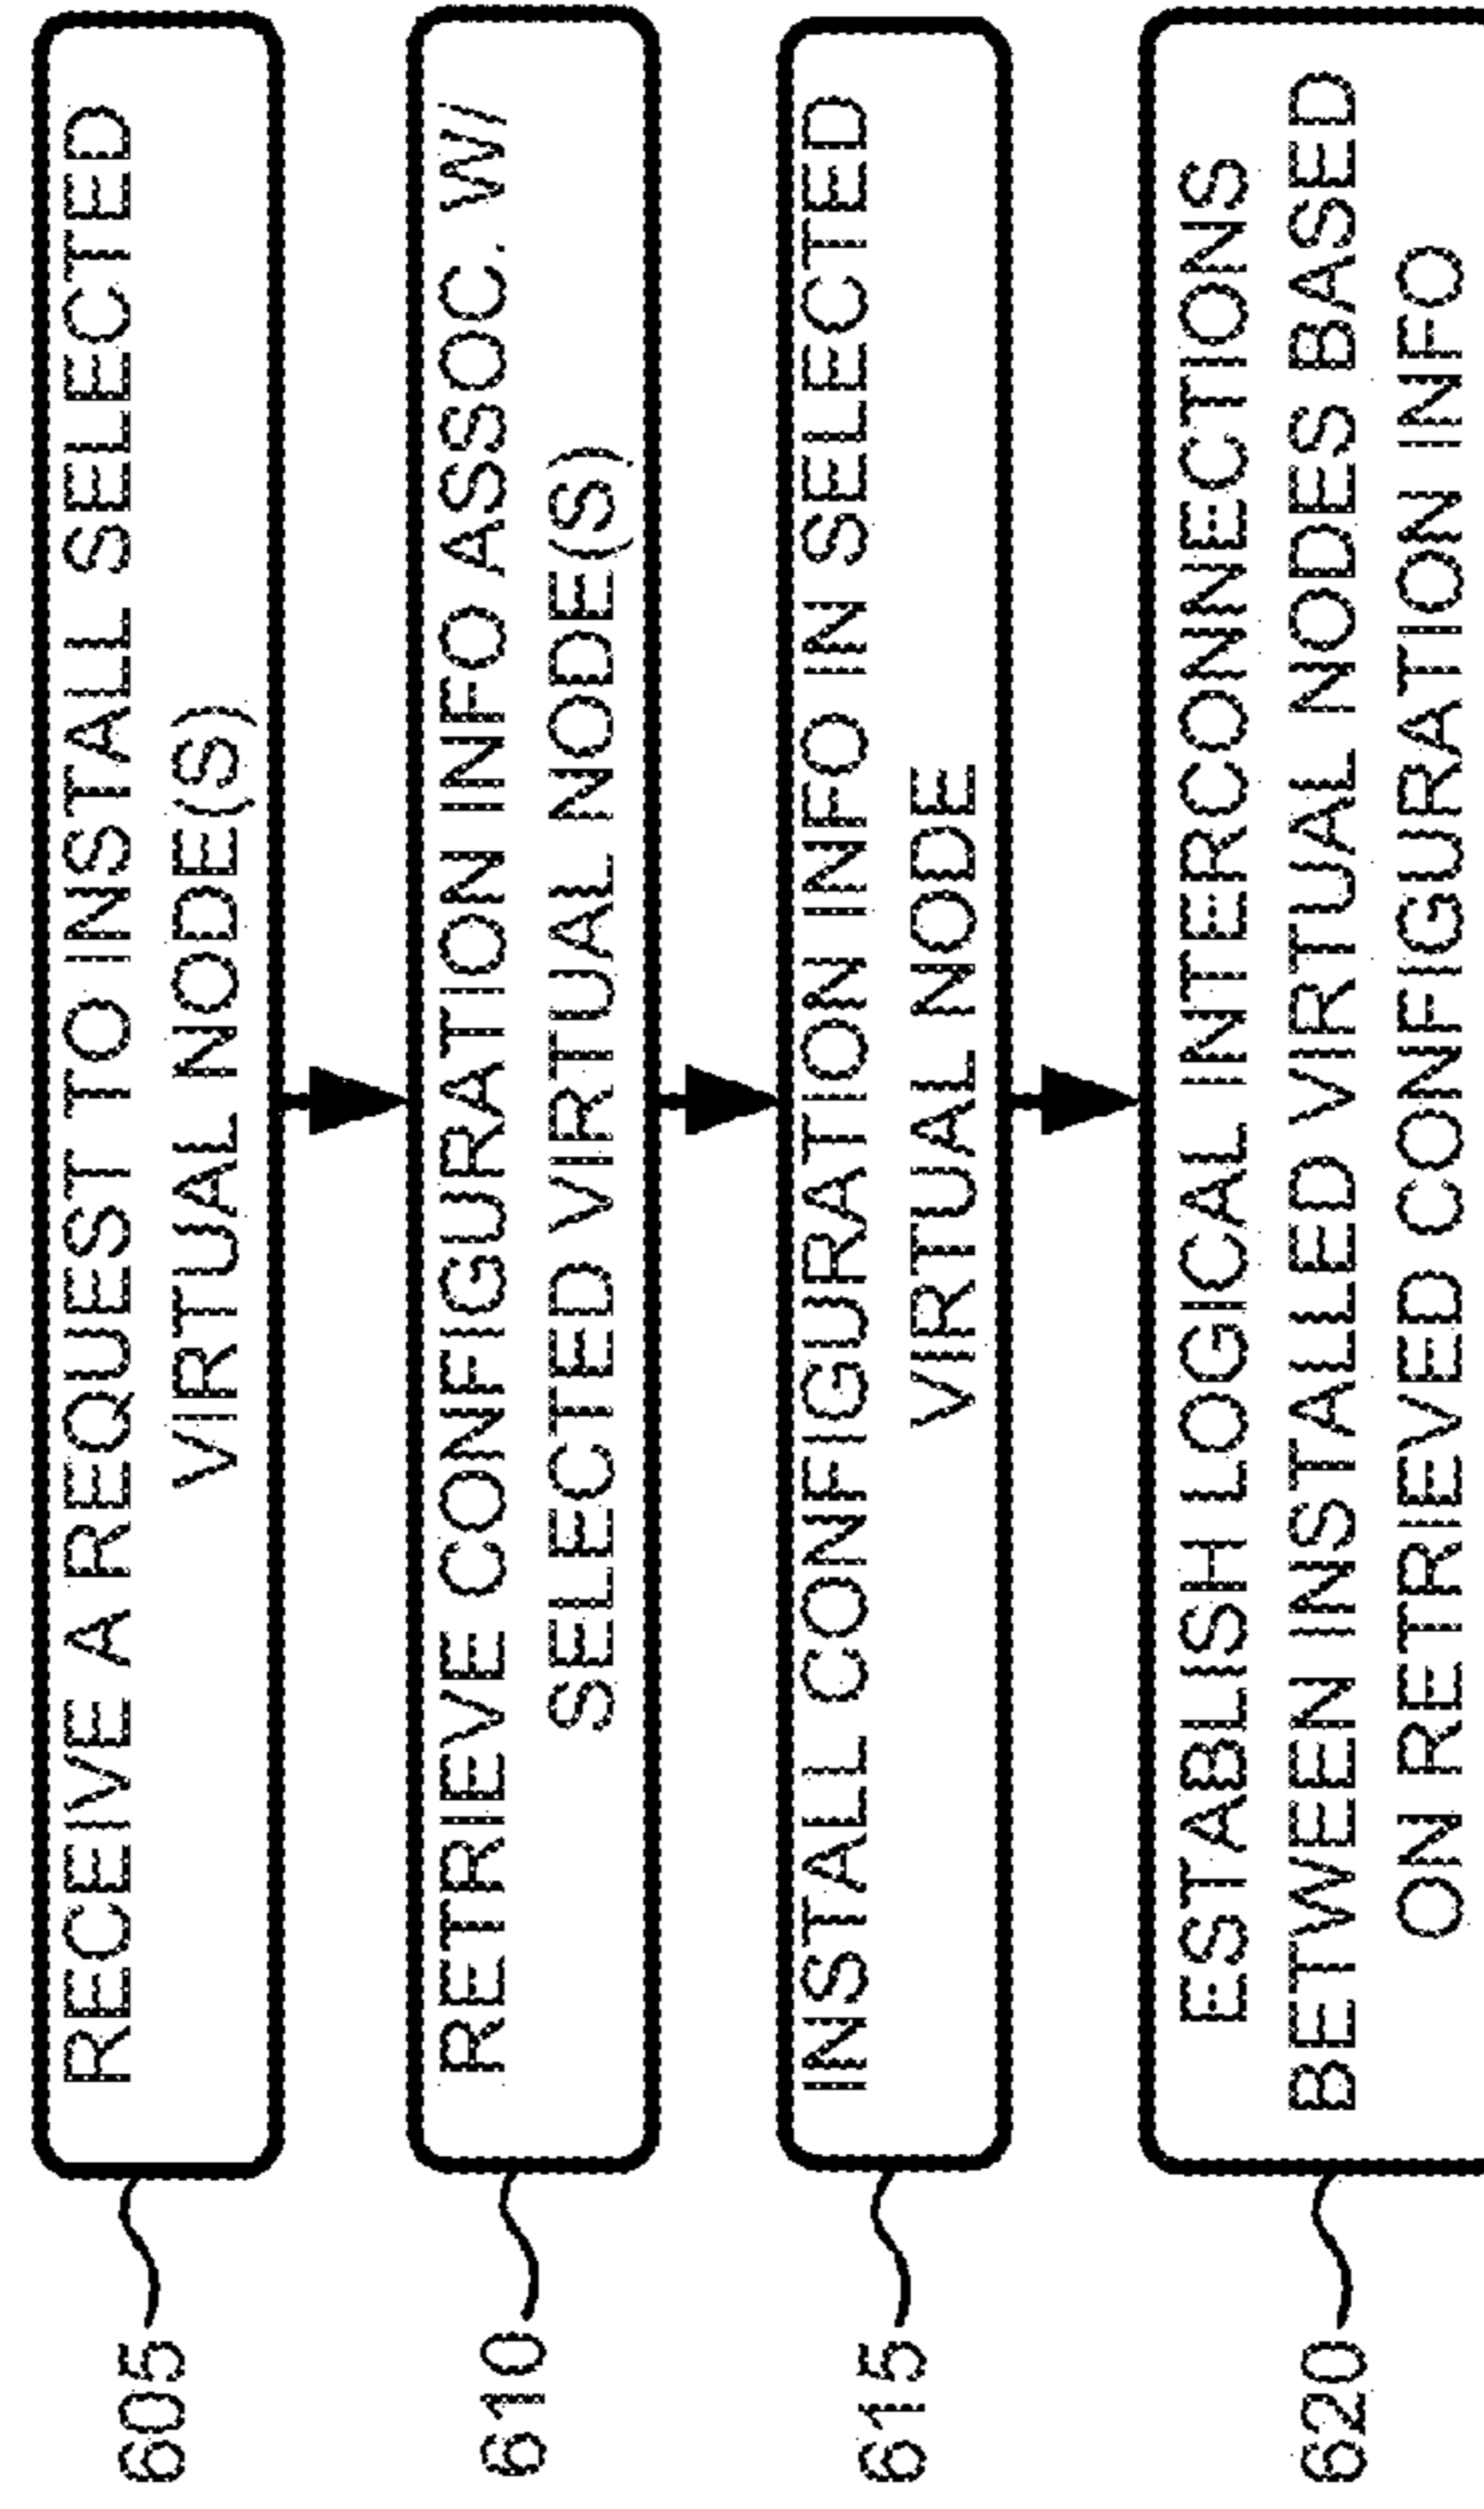 605
RECEIVE A REQUEST TO INSTALL SELECTED
VIRTUAL NODE(S)
610
RETRIEVE CONFIGURATION INFO ASSOC. W/
SELECTED VIRTUAL NODE(S)
615
INSTALL CONFIGURATION INFO IN SELECTED
VIRTUAL NODE
620
ESTABLISH LOGICAL INTERCONNECTIONS
BETWEEN INSTALLED VIRTUAL NODES BASED
ON RETRIEVED CONFIGURATION INFO